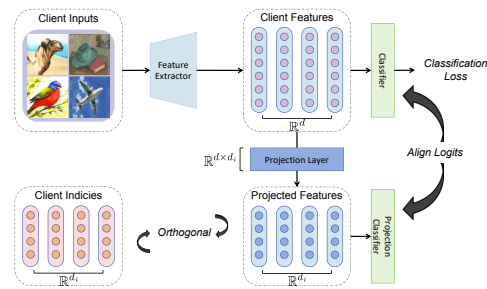 Client Inputs
Client Features
Feature
Extractor
Classifier
Classification
Loss
ℝ^d
ℝ^{d×d_i}
Projection Layer
Align Logits
Client Indicies
Projected Features
Orthogonal
Projection
Classifier
ℝ^{d_i}
ℝ^{d_i}